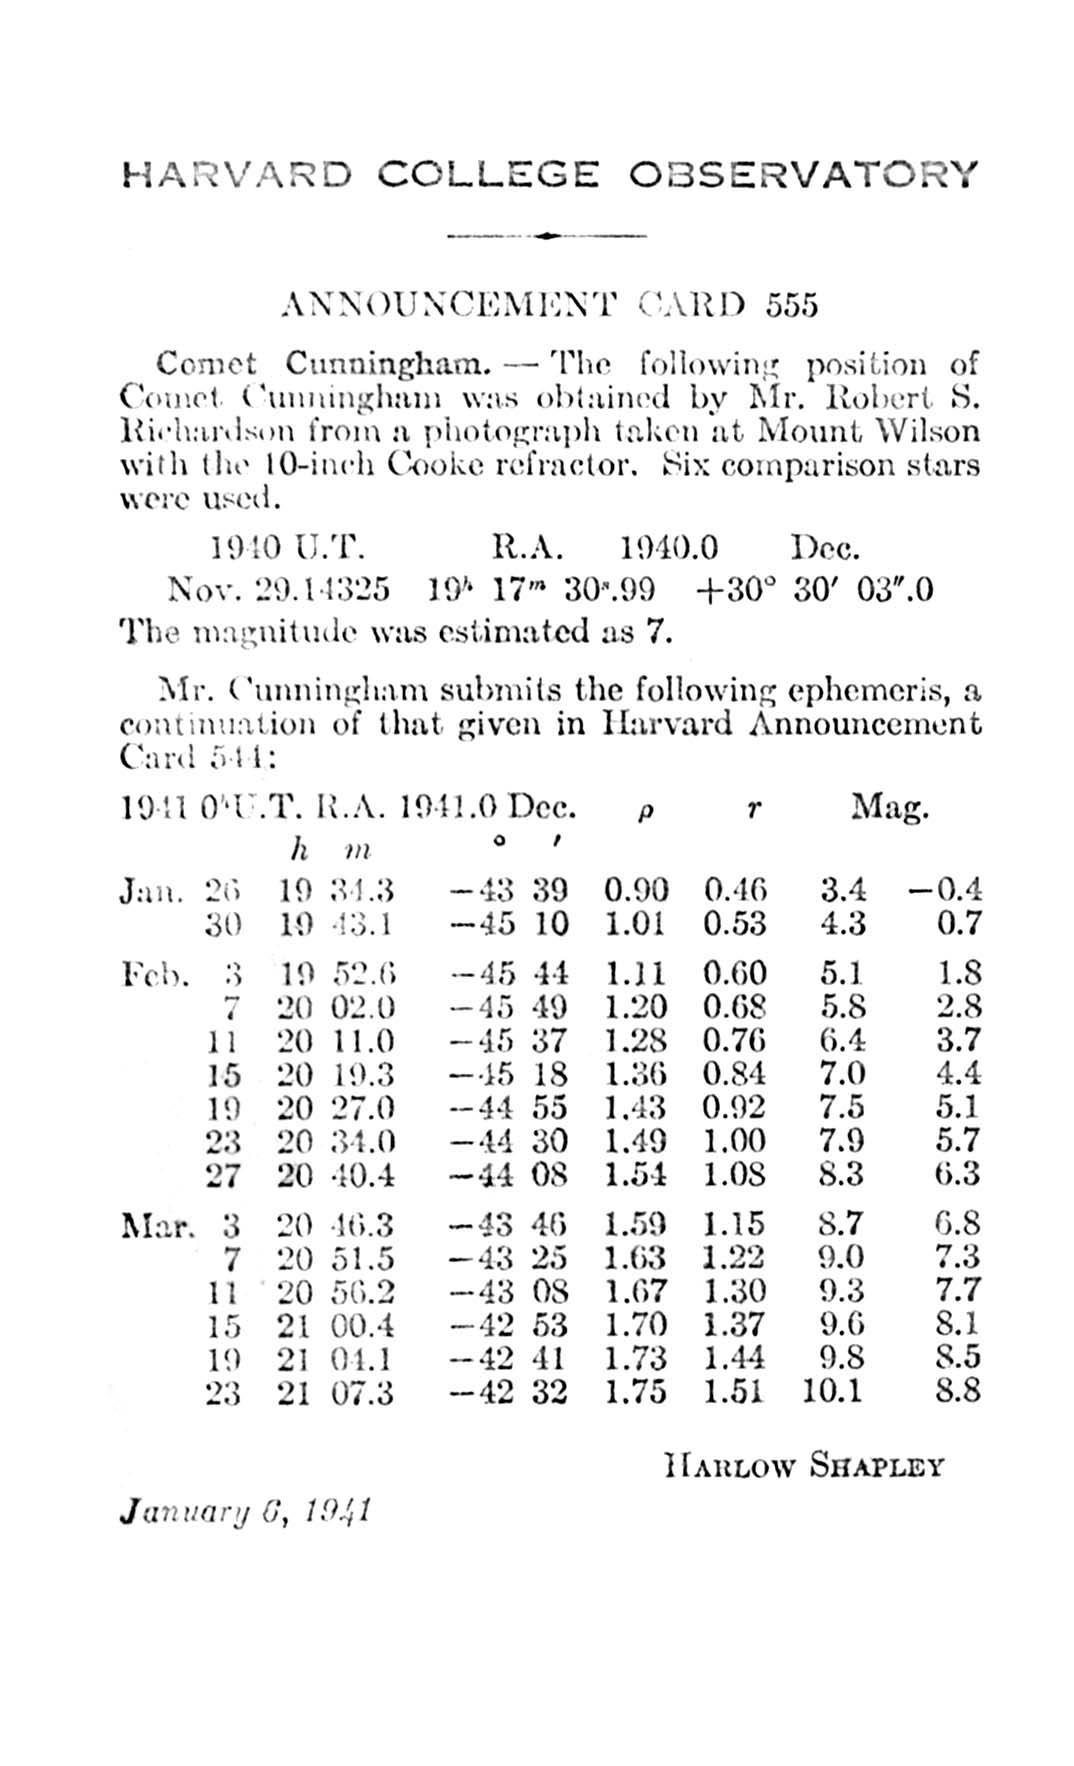 HARVARD COLLEGE OBSERVATORY
ANNOUNCEMENT CARD 555
Comet Cunningham. — The following position of
Comet Cunningham was obtained by Mr. Robert S.
Richardson from a photograph taken at Mount Wilson
with the 10-inch Cooke refractor. Six comparison stars
were used.
1940 U.T. R.A. 1940.0 Dec.
Nov. 29.14325 19ʰ 17ᵐ 30ˢ.99 +30° 30′ 03″.0
The magnitude was estimated as 7.
Mr. Cunningham submits the following ephemeris, a
continuation of that given in Harvard Announcement
Card 544:
1941 0ʰ U.T. R.A. 1941.0 Dec. ρ r Mag.
h m ° ′
Jan. 26 19 34.3 −43 39 0.90 0.46 3.4 −0.4
30 19 43.1 −45 10 1.01 0.53 4.3 0.7
Feb. 3 19 52.6 −45 44 1.11 0.60 5.1 1.8
7 20 02.0 −45 49 1.20 0.68 5.8 2.8
11 20 11.0 −45 37 1.28 0.76 6.4 3.7
15 20 19.3 −45 18 1.36 0.84 7.0 4.4
19 20 27.0 −44 55 1.43 0.92 7.5 5.1
23 20 34.0 −44 30 1.49 1.00 7.9 5.7
27 20 40.4 −44 08 1.54 1.08 8.3 6.3
Mar. 3 20 46.3 −43 46 1.59 1.15 8.7 6.8
7 20 51.5 −43 25 1.63 1.22 9.0 7.3
11 20 56.2 −43 08 1.67 1.30 9.3 7.7
15 21 00.4 −42 53 1.70 1.37 9.6 8.1
19 21 04.1 −42 41 1.73 1.44 9.8 8.5
23 21 07.3 −42 32 1.75 1.51 10.1 8.8
HARLOW SHAPLEY
January 6, 1941